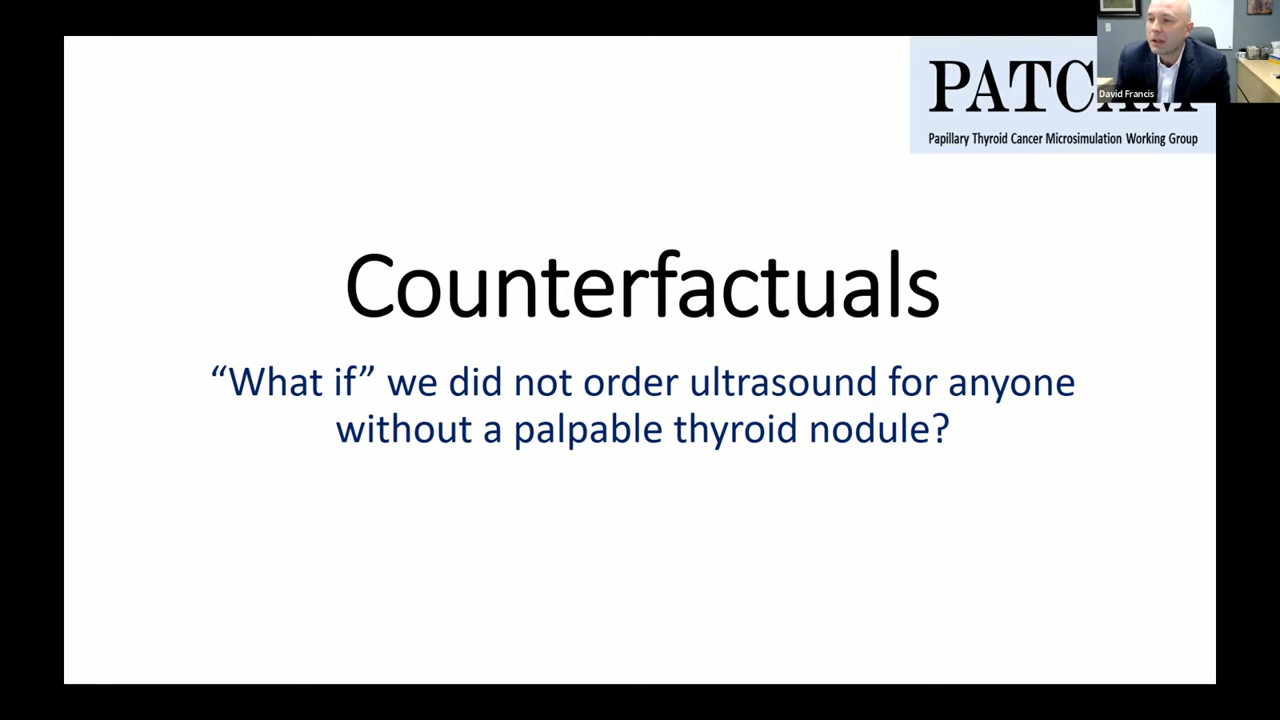 David Francis
Papillary Thyroid Cancer Microsimulation Working Group
Counterfactuals
“What if” we did not order ultrasound for anyone
without a palpable thyroid nodule?